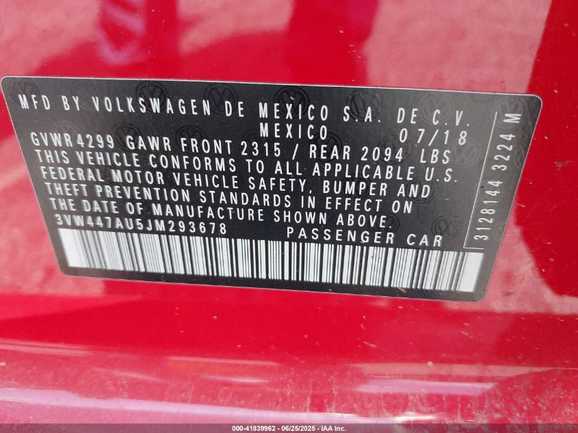 MFD BY VOLKSWAGEN DE MEXICO S.A. DE C.V.
MEXICO 07/18
GVWR 4299 GAWR FRONT 2315 / REAR 2094 LBS
THIS VEHICLE CONFORMS TO ALL APPLICABLE U.S.
FEDERAL MOTOR VEHICLE SAFETY, BUMPER AND
THEFT PREVENTION STANDARDS IN EFFECT ON
THE DATE OF MANUFACTURE SHOWN ABOVE.
3VW447AU5JM293678 PASSENGER CAR
3128144 3224 M
000-41939962 - 06/25/2025 - IAA Inc.